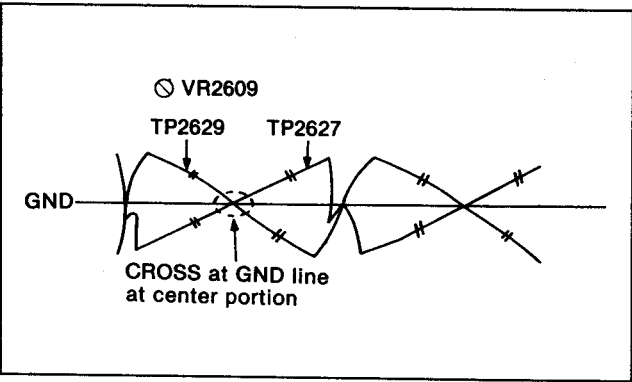 ⊘ VR2609
TP2629 TP2627
GND
CROSS at GND line
at center portion